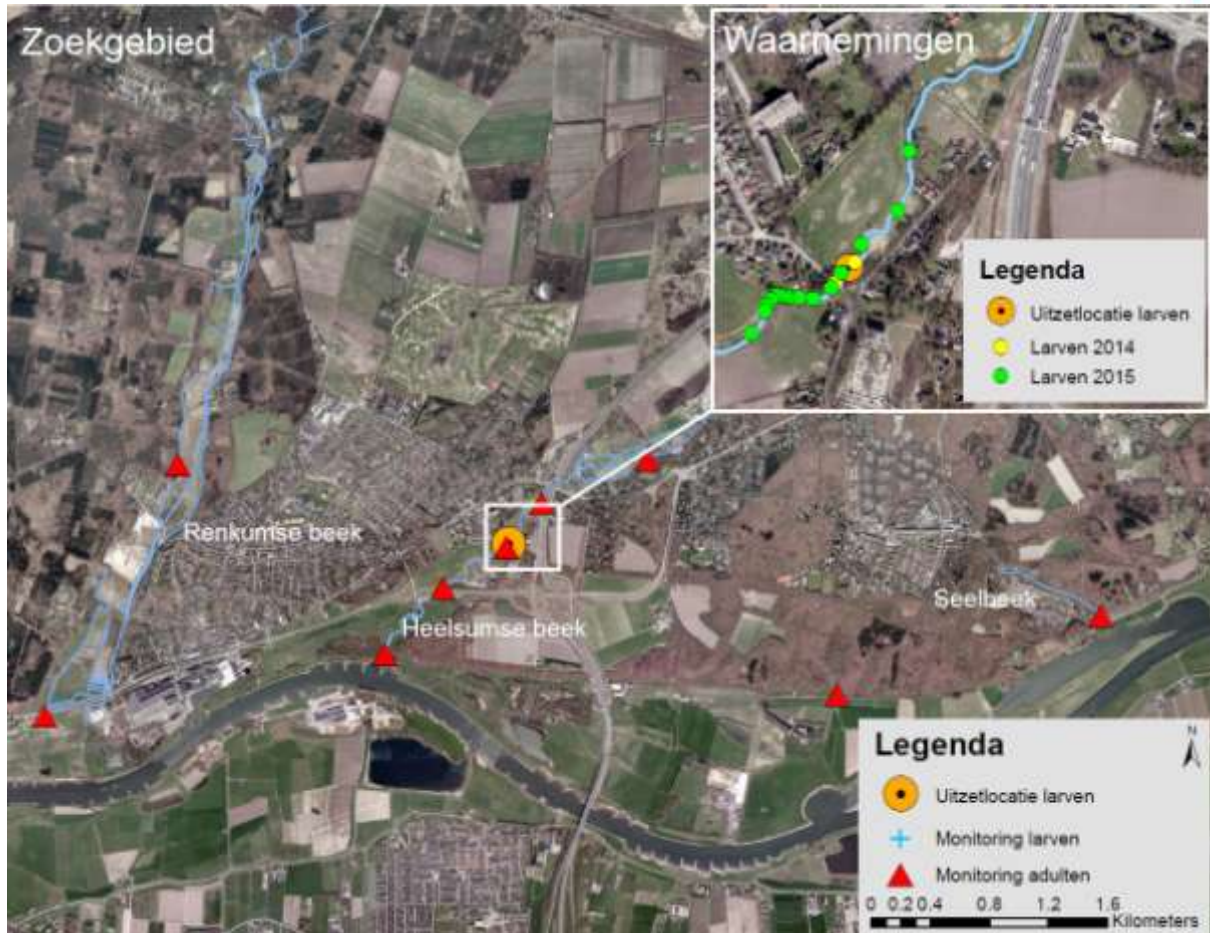 Zoekgebied
Waarnemingen
Legenda
Uitzetlocatie larven
Larven 2014
Larven 2015
Renkumse beek
Heelsumse beek
Seelbeek
Legenda
N
Uitzetlocatie larven
Monitoring larven
Monitoring adulten
0 0.2 0.4 0.8 1.2 1.6
Kilometers